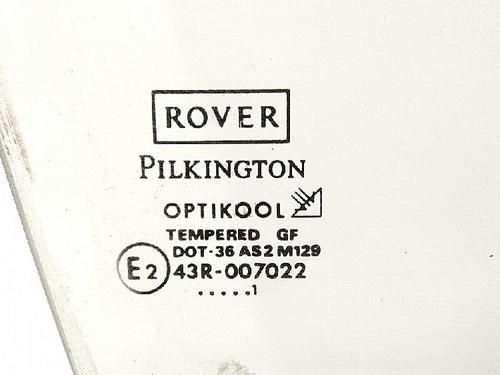 ROVER
PILKINGTON
OPTIKOOL
TEMPERED GF
DOT-36 AS2 M129
E2 43R-007022
.....1